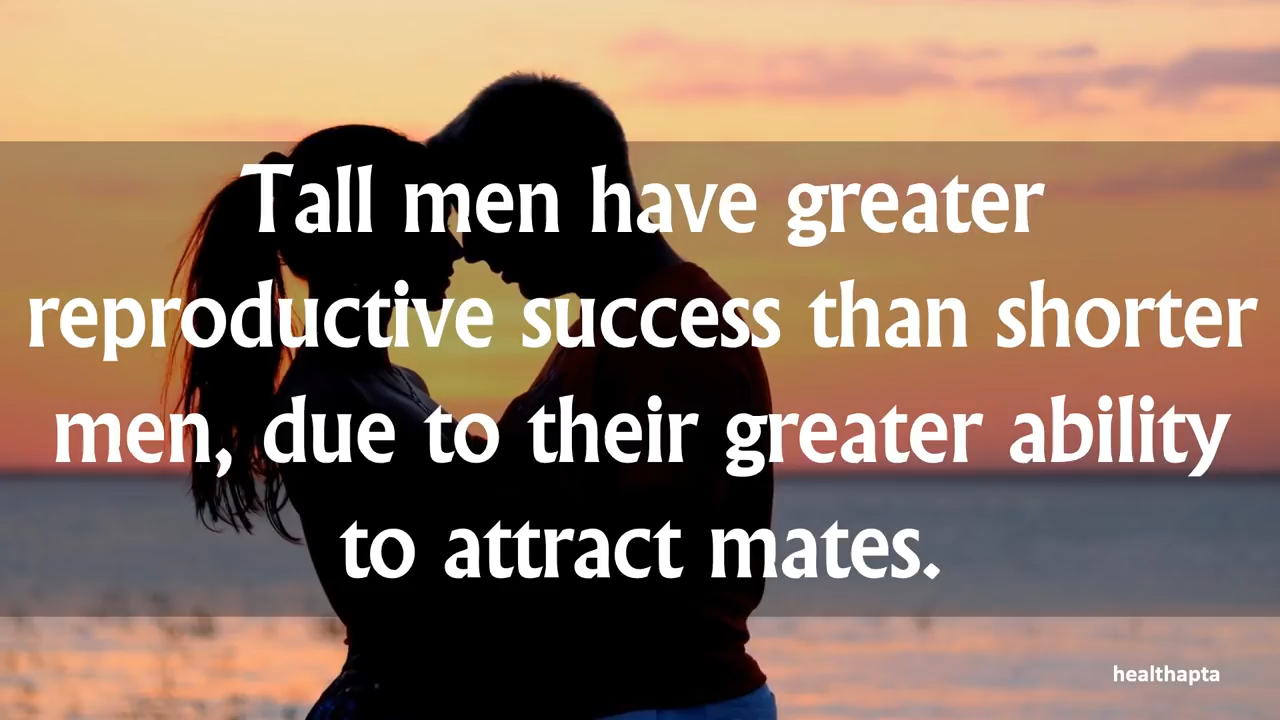 Tall men have greater
reproductive success than shorter
men, due to their greater ability
to attract mates.
healthapta